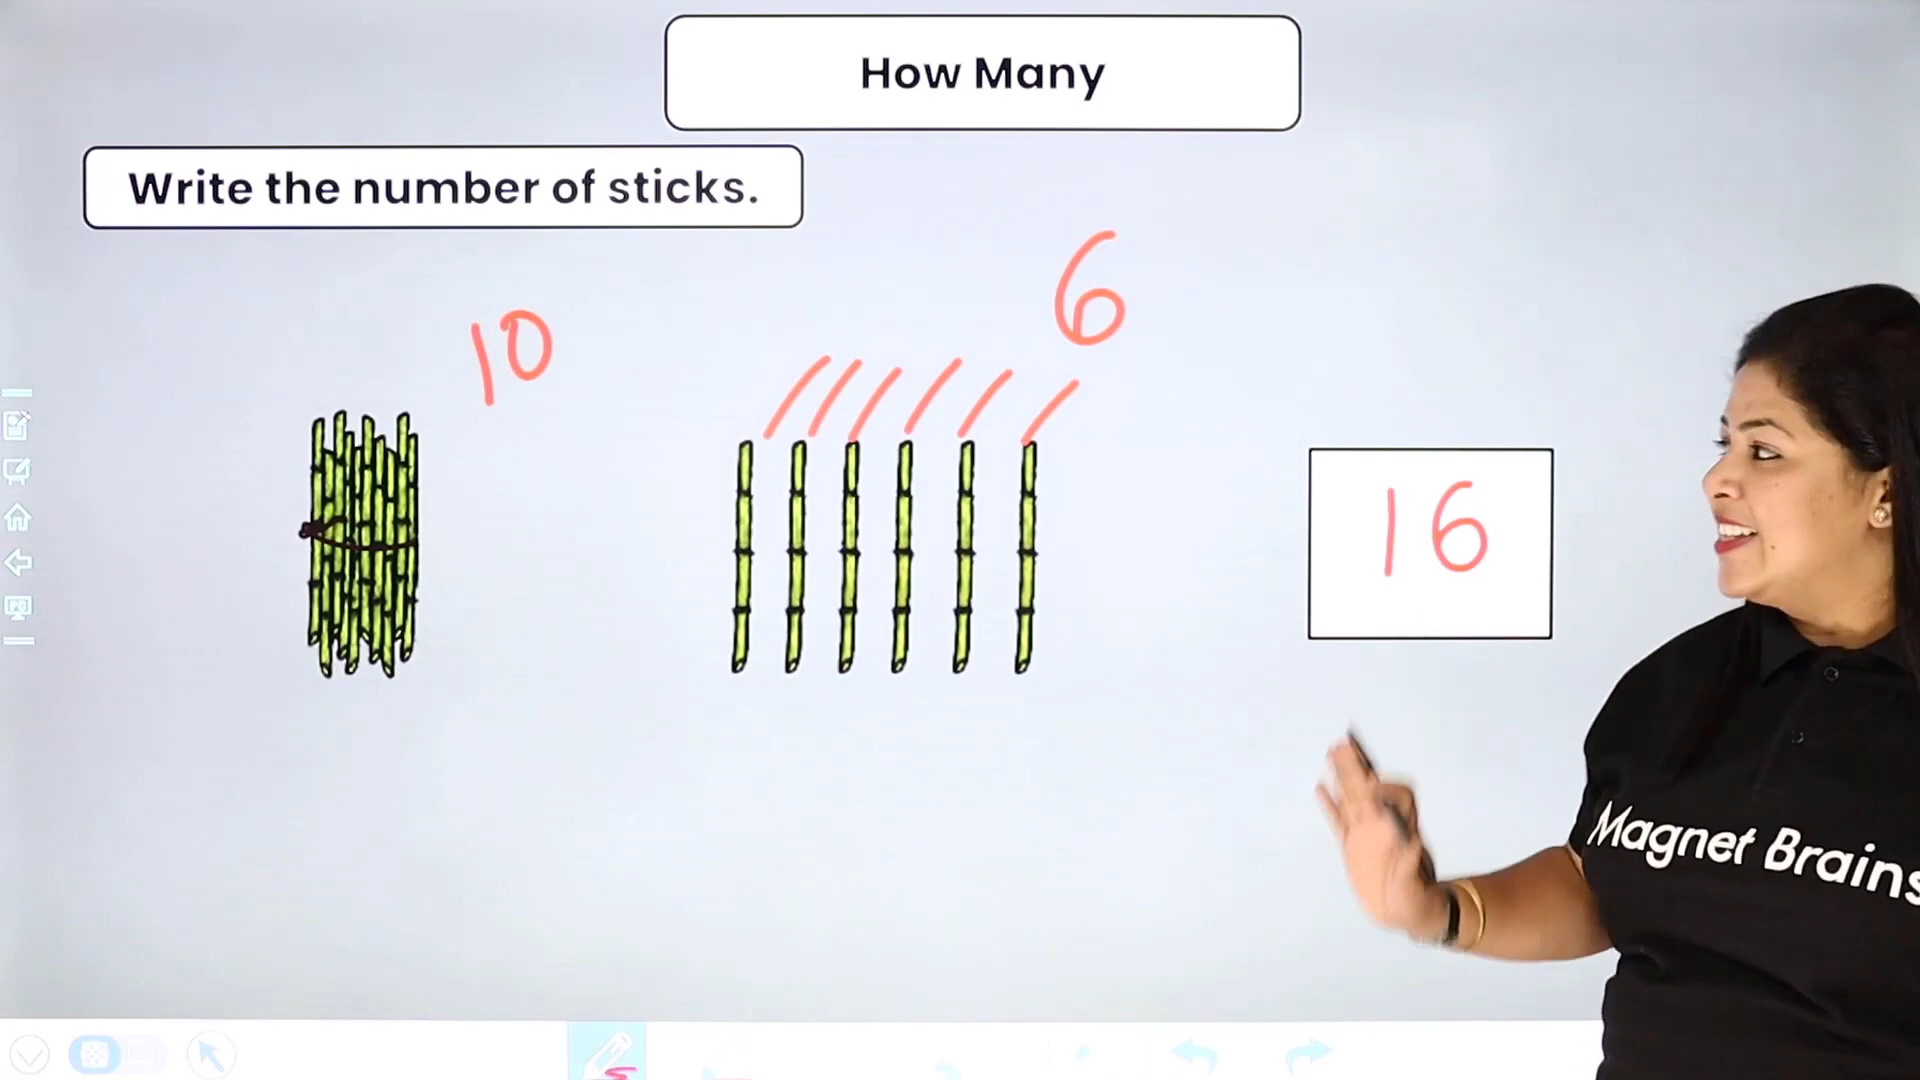 How Many
Write the number of sticks.
10
6
16
Magnet Brains